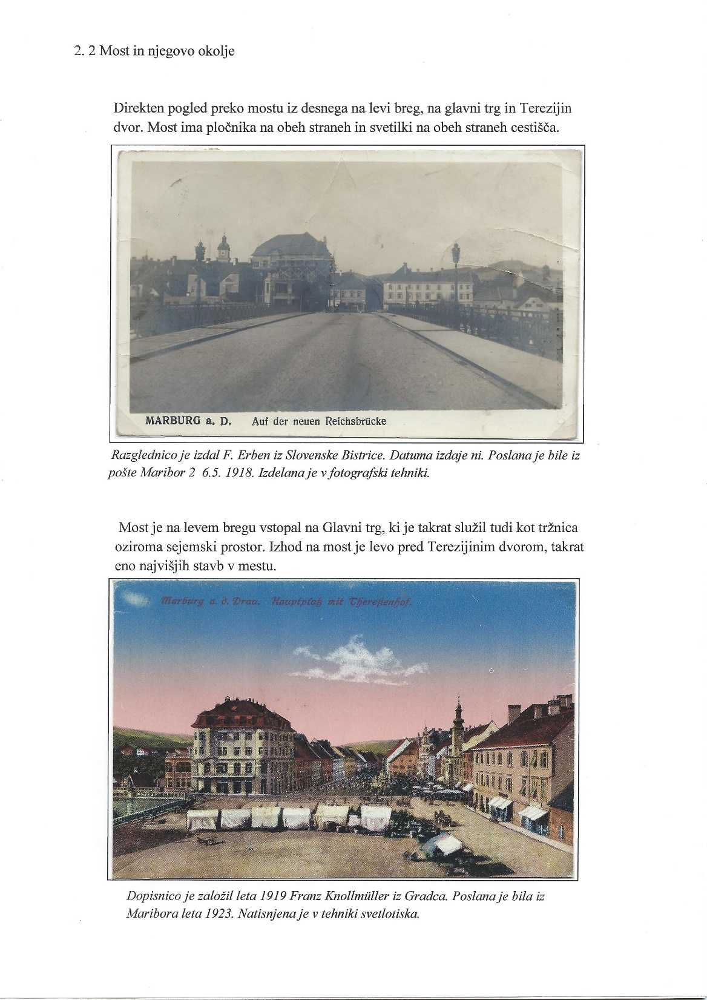 2. 2 Most in njegovo okolje
Direkten pogled preko mostu iz desnega na levi breg, na glavni trg in Terezijin
dvor. Most ima pločnika na obeh straneh in svetilki na obeh straneh cestišča.
MARBURG a. D. Auf der neuen Reichsbrücke
Razglednico je izdal F. Erben iz Slovenske Bistrice. Datuma izdaje ni. Poslana je bile iz
pošte Maribor 2 6.5. 1918. Izdelana je v fotografski tehniki.
Most je na levem bregu vstopal na Glavni trg, ki je takrat služil tudi kot tržnica
oziroma sejemski prostor. Izhod na most je levo pred Terezijinim dvorom, takrat
eno najvišjih stavb v mestu.
Marburg a. d. Drau. Hauptplatz mit Theresienhof.
Dopisnico je založil leta 1919 Franz Knollmüller iz Gradca. Poslana je bila iz
Maribora leta 1923. Natisnjena je v tehniki svetlotiska.